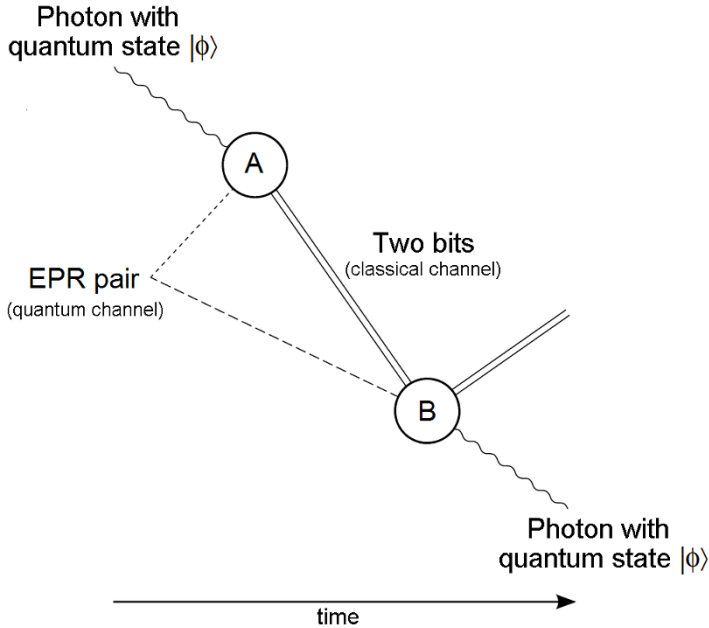 Photon with
quantum state |ϕ⟩
A
Two bits
(classical channel)
EPR pair
(quantum channel)
B
Photon with
quantum state |ϕ⟩
time